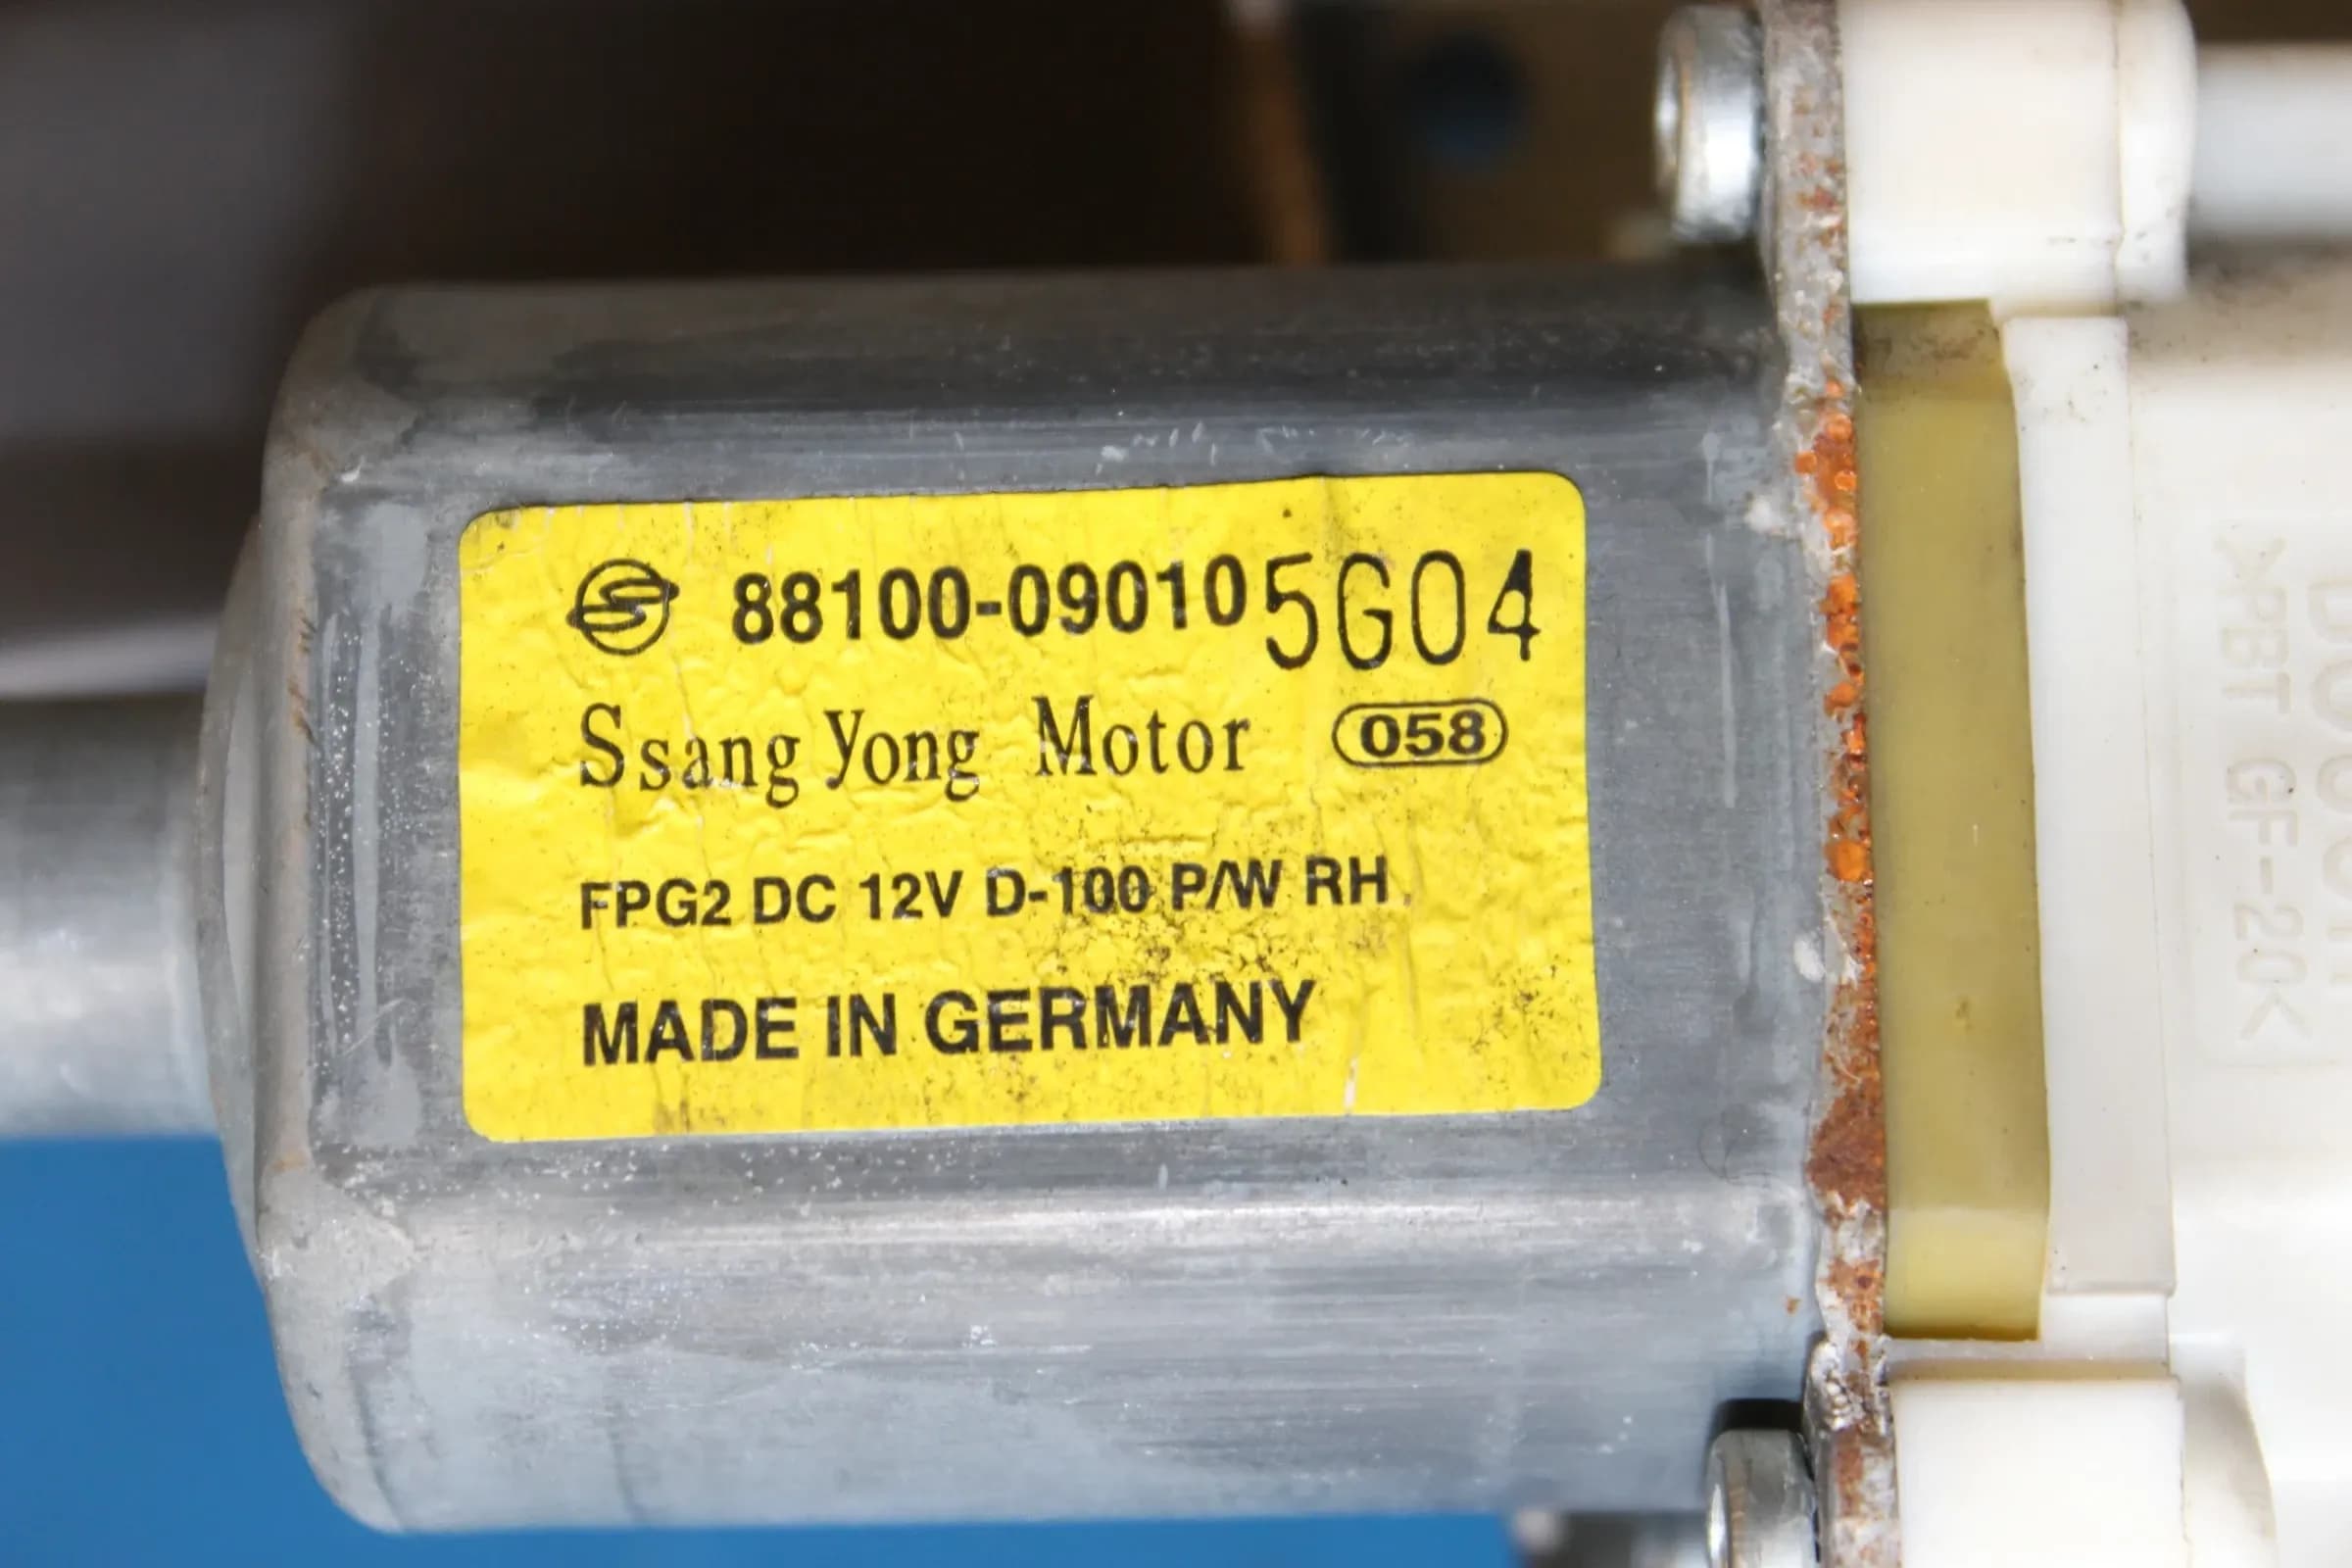 88100-09010 5G04
Ssang Yong Motor 058
FPG2 DC 12V D-100 P/W RH
MADE IN GERMANY
>PBT GF-20<